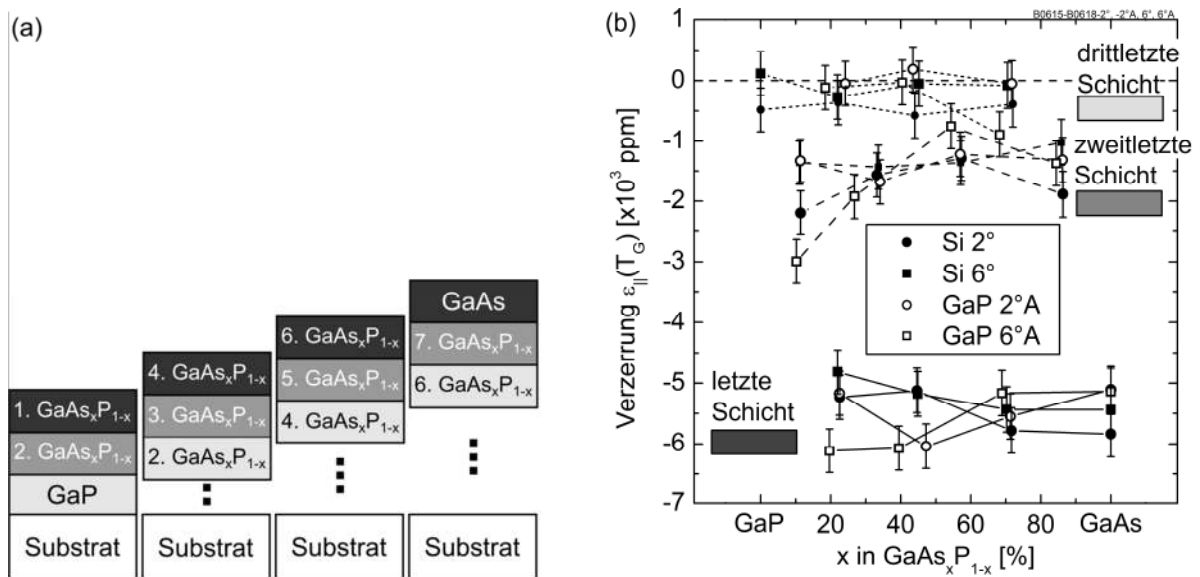 (a)
GaAs
6. GaAsₓP₁₋ₓ
7. GaAsₓP₁₋ₓ
4. GaAsₓP₁₋ₓ
5. GaAsₓP₁₋ₓ
6. GaAsₓP₁₋ₓ
1. GaAsₓP₁₋ₓ
3. GaAsₓP₁₋ₓ
4. GaAsₓP₁₋ₓ
2. GaAsₓP₁₋ₓ
2. GaAsₓP₁₋ₓ
GaP
Substrat
Substrat
Substrat
Substrat
(b)
B0615-B0618-2°, -2°A, 6°, 6°A
1
0
-1
-2
-3
-4
-5
-6
-7
Verzerrung ε||(T_G) [x10³ ppm]
drittletzte
Schicht
zweitletzte
Schicht
Si 2°
Si 6°
GaP 2°A
GaP 6°A
letzte
Schicht
GaP
20
40
60
80
GaAs
x in GaAsₓP₁₋ₓ [%]